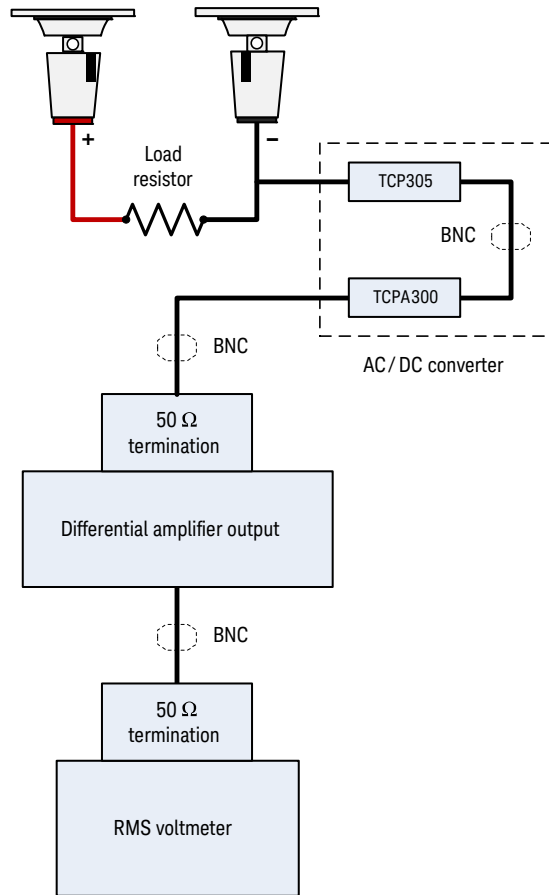 +
−
Load
resistor
TCP305
BNC
TCPA300
BNC
AC/DC converter
50 Ω
termination
Differential amplifier output
BNC
50 Ω
termination
RMS voltmeter